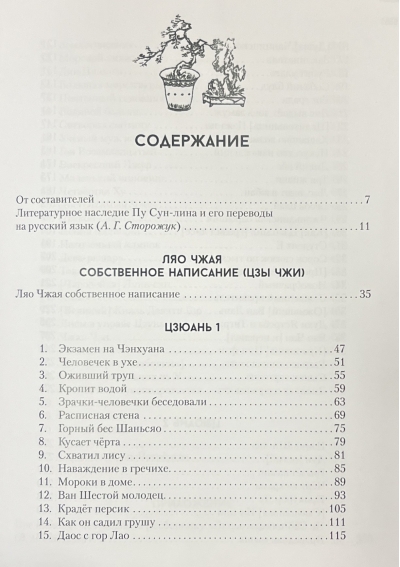 СОДЕРЖАНИЕ
От составителей 7
Литературное наследие Пу Сун-лина и его переводы
на русский язык (А. Г. Сторожук) 11
ЛЯО ЧЖАЯ
СОБСТВЕННОЕ НАПИСАНИЕ (ЦЗЫ ЧЖИ)
Ляо Чжая собственное написание 35
ЦЗЮАНЬ 1
1. Экзамен на Чэнхуана 47
2. Человечек в ухе 51
3. Оживший труп 55
4. Кропит водой 59
5. Зрачки-человечки беседовали 63
6. Расписная стена 69
7. Горный бес Шаньсяо 75
8. Кусает чёрта 79
9. Схватил лису 81
10. Наваждение в гречихе 85
11. Мороки в доме 89
12. Ван Шестой молодец 93
13. Крадёт персик 105
14. Как он садил грушу 111
15. Даос с гор Лао 115